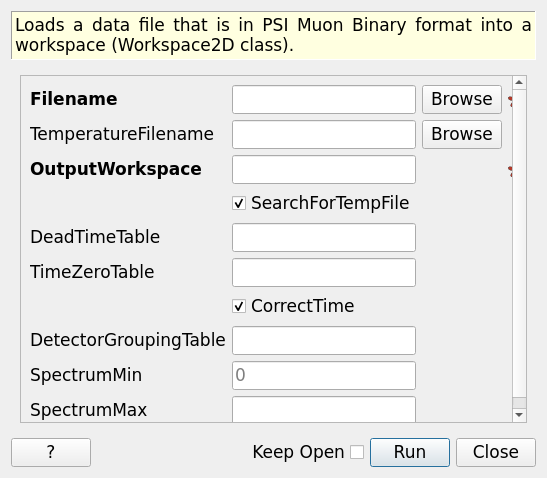 Loads a data file that is in PSI Muon Binary format into a
workspace (Workspace2D class).
Filename Browse
TemperatureFilename Browse
OutputWorkspace
SearchForTempFile
DeadTimeTable
TimeZeroTable
CorrectTime
DetectorGroupingTable
SpectrumMin 0
SpectrumMax
? Keep Open Run Close